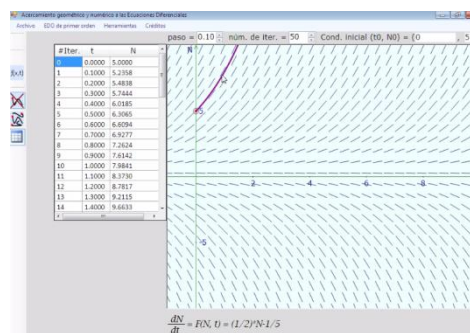 Acercamiento geométrico y numérico a las Ecuaciones Diferenciales
Archivo EDO de primer orden Herramientas Créditos
paso = 0.10 núm. de iter. = 50 Cond. inicial (t0, N0) = (0 , 5
#Iter. t N
0 0.0000 5.0000
1 0.1000 5.2358
2 0.2000 5.4838
3 0.3000 5.7444
4 0.4000 6.0185
5 0.5000 6.3065
6 0.6000 6.6094
7 0.7000 6.9277
8 0.8000 7.2624
9 0.9000 7.6142
10 1.0000 7.9841
11 1.1000 8.3730
12 1.2000 8.7817
13 1.3000 9.2115
14 1.4000 9.6633
f(x,t)
N
5
2 4 6 8
-5
dN/dt = F(N, t) = (1/2)*N-1/5